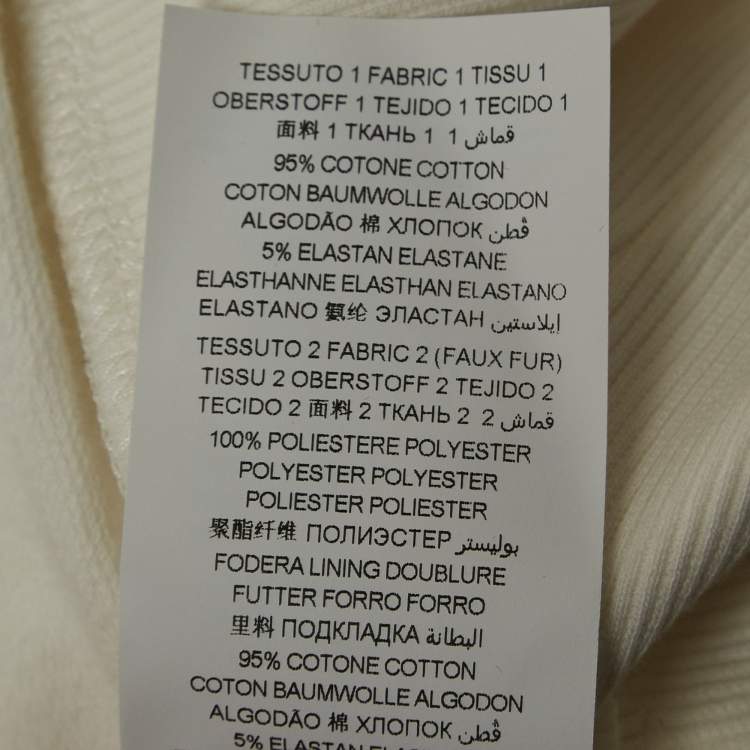 TESSUTO 1 FABRIC 1 TISSU 1
OBERSTOFF 1 TEJIDO 1 TECIDO 1
面料 1 ТКАНЬ 1 1 قماش
95% COTONE COTTON
COTON BAUMWOLLE ALGODON
ALGODÃO 棉 ХЛОПОК قطن
5% ELASTAN ELASTANE
ELASTHANNE ELASTHAN ELASTANO
ELASTANO 氨纶 ЭЛАСТАН إيلاستين
TESSUTO 2 FABRIC 2 (FAUX FUR)
TISSU 2 OBERSTOFF 2 TEJIDO 2
TECIDO 2 面料 2 ТКАНЬ 2 2 قماش
100% POLIESTERE POLYESTER
POLYESTER POLYESTER
POLIESTER POLIESTER
聚酯纤维 ПОЛИЭСТЕР بوليستر
FODERA LINING DOUBLURE
FUTTER FORRO FORRO
里料 ПОДКЛАДКА البطانة
95% COTONE COTTON
COTON BAUMWOLLE ALGODON
ALGODÃO 棉 ХЛОПОК قطن
5% ELASTAN